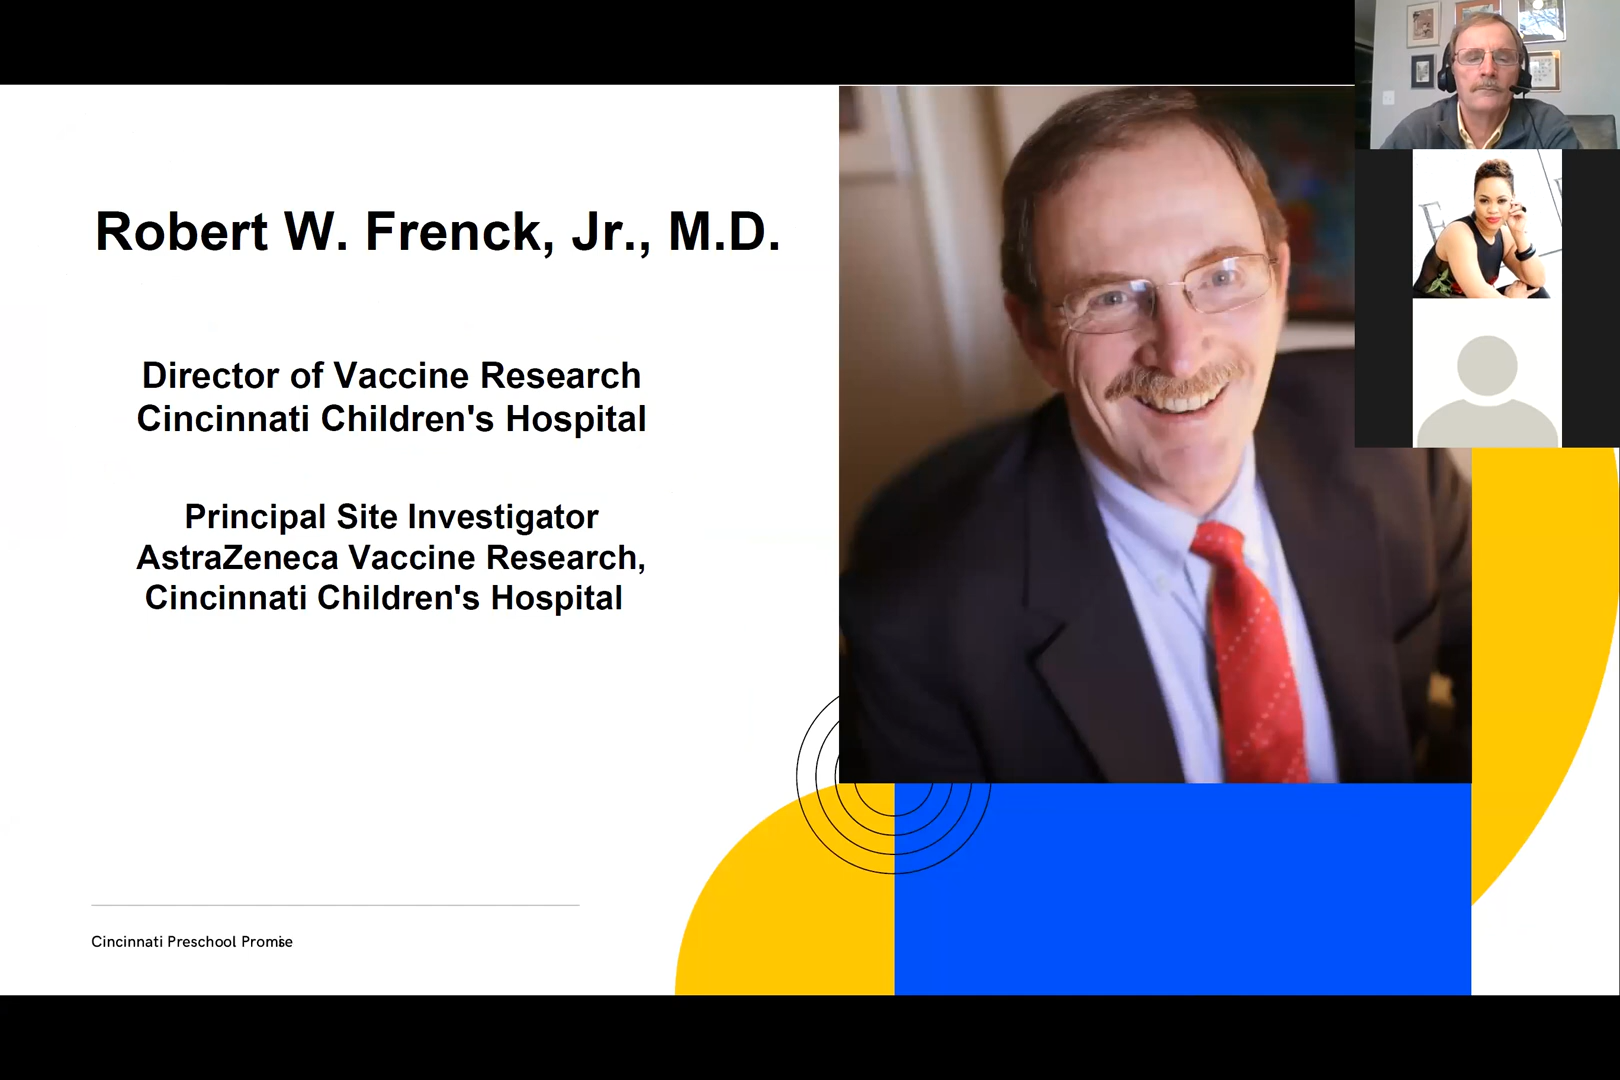 Robert W. Frenck, Jr., M.D.
Director of Vaccine Research
Cincinnati Children's Hospital
Principal Site Investigator
AstraZeneca Vaccine Research,
Cincinnati Children's Hospital
Cincinnati Preschool Promise